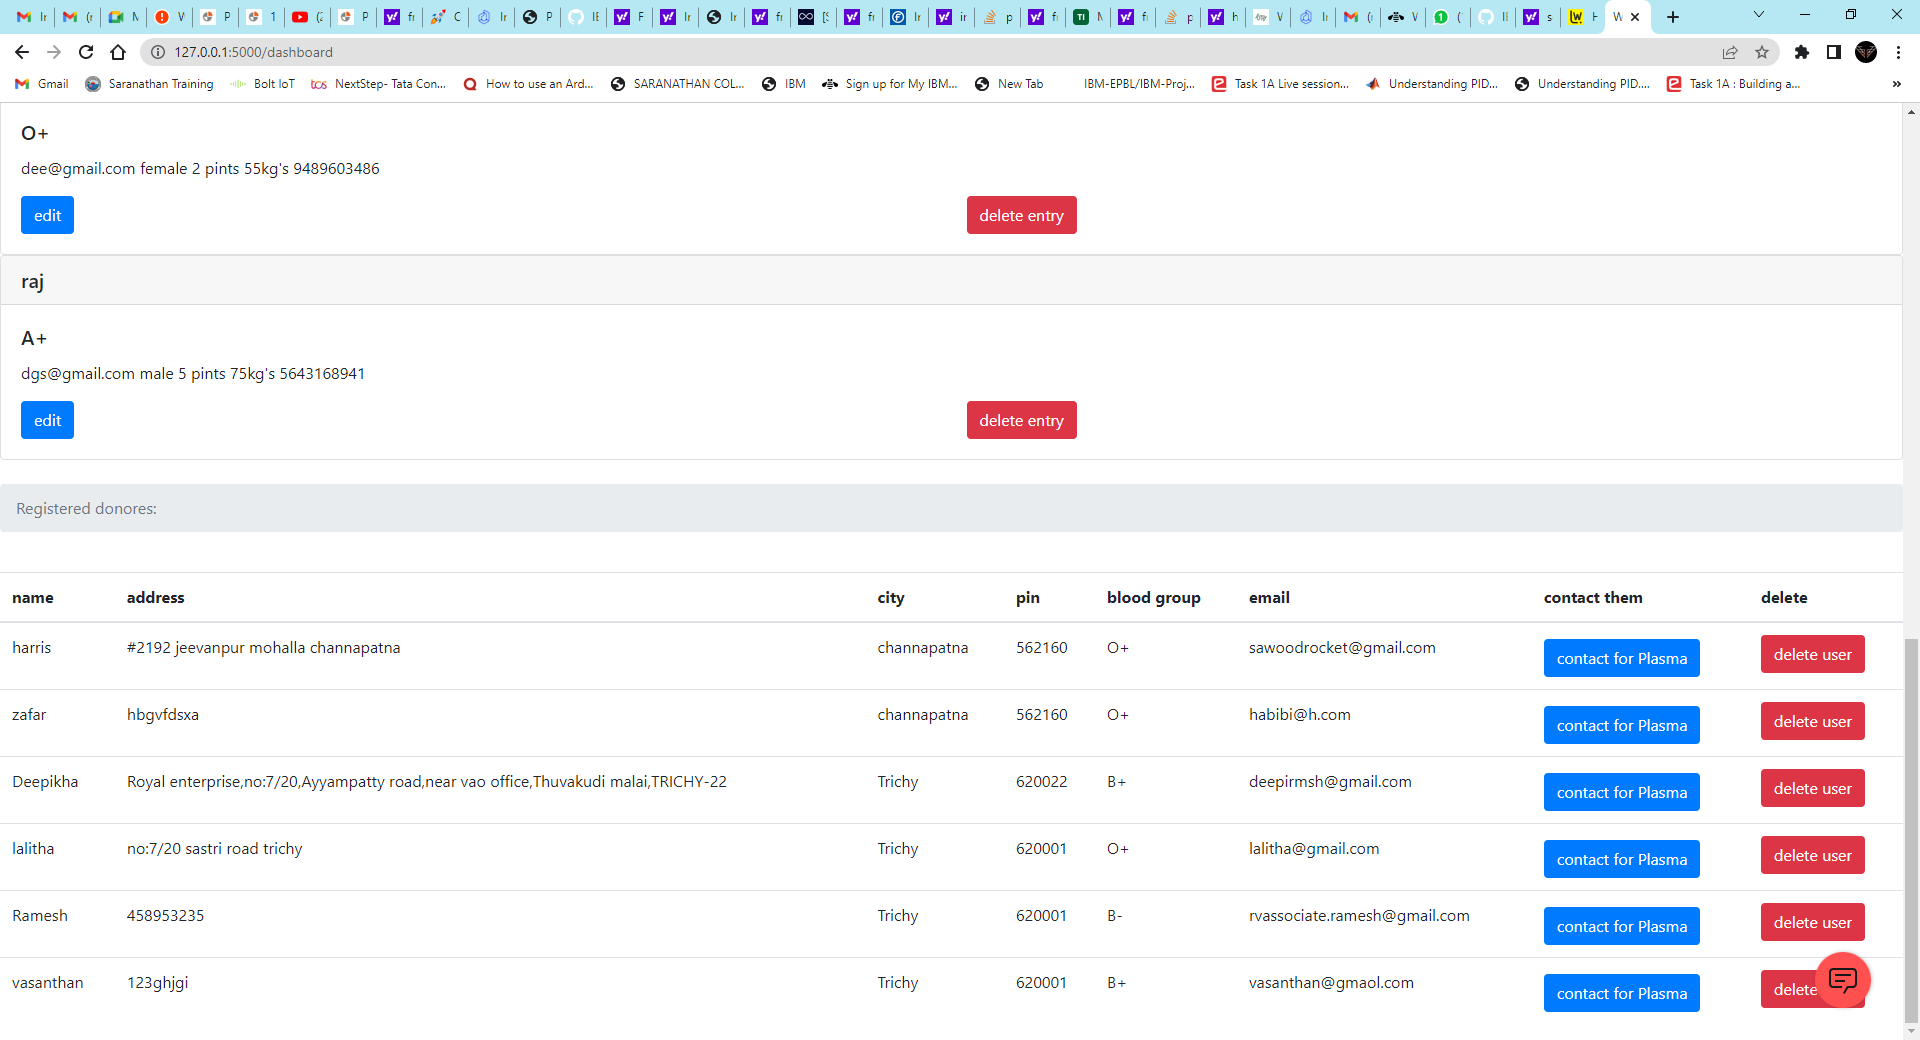 127.0.0.1:5000/dashboard
Gmail Saranathan Training Bolt IoT NextStep- Tata Con... How to use an Ard... SARANATHAN COL... IBM Sign up for My IBM... New Tab IBM-EPBL/IBM-Proj... Task 1A Live session... Understanding PID... Understanding PID.... Task 1A : Building a... »
O+
dee@gmail.com female 2 pints 55kg's 9489603486
edit delete entry
raj
A+
dgs@gmail.com male 5 pints 75kg's 5643168941
edit delete entry
Registered donores:
name address city pin blood group email contact them delete
harris #2192 jeevanpur mohalla channapatna channapatna 562160 O+ sawoodrocket@gmail.com contact for Plasma delete user
zafar hbgvfdsxa channapatna 562160 O+ habibi@h.com contact for Plasma delete user
Deepikha Royal enterprise,no:7/20,Ayyampatty road,near vao office,Thuvakudi malai,TRICHY-22 Trichy 620022 B+ deepirmsh@gmail.com contact for Plasma delete user
lalitha no:7/20 sastri road trichy Trichy 620001 O+ lalitha@gmail.com contact for Plasma delete user
Ramesh 458953235 Trichy 620001 B- rvassociate.ramesh@gmail.com contact for Plasma delete user
vasanthan 123ghjgi Trichy 620001 B+ vasanthan@gmaol.com contact for Plasma delete